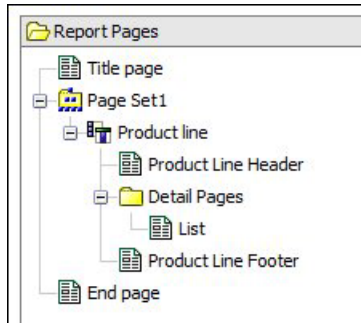 Report Pages
Title page
Page Set1
Product line
Product Line Header
Detail Pages
List
Product Line Footer
End page